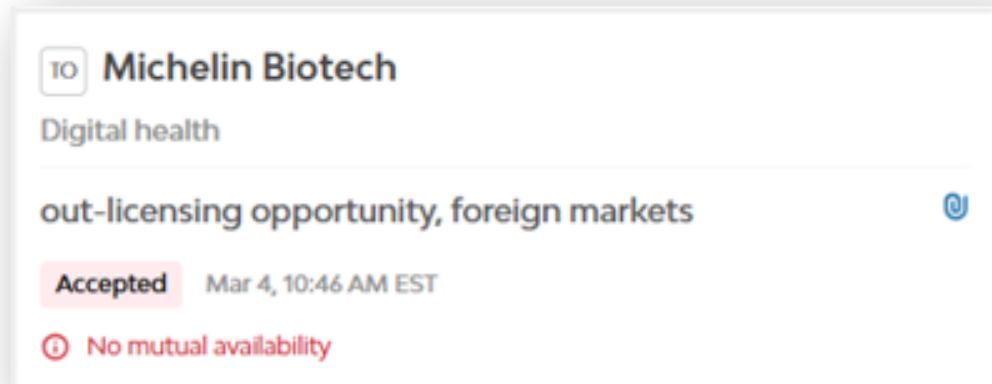 TO Michelin Biotech
Digital health
out-licensing opportunity, foreign markets
Accepted Mar 4, 10:46 AM EST
No mutual availability